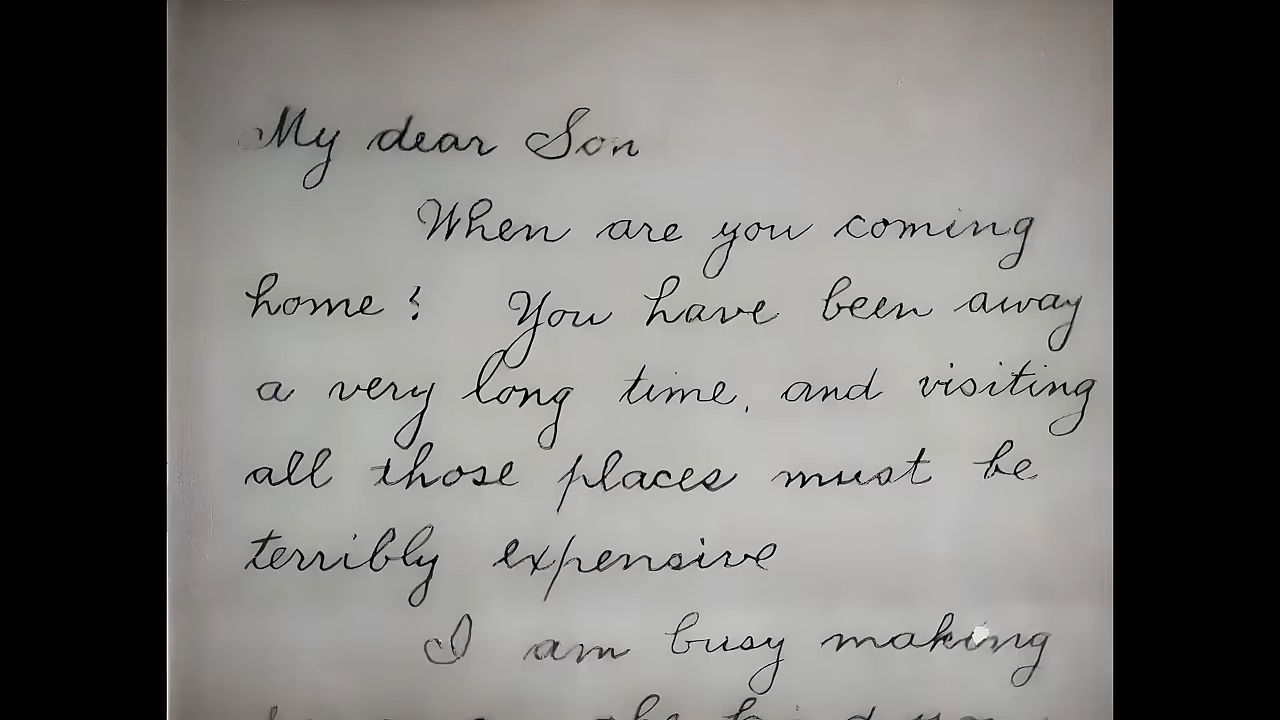 My dear Son
When are you coming
home? You have been away
a very long time, and visiting
all those places must be
terribly expensive
I am busy making